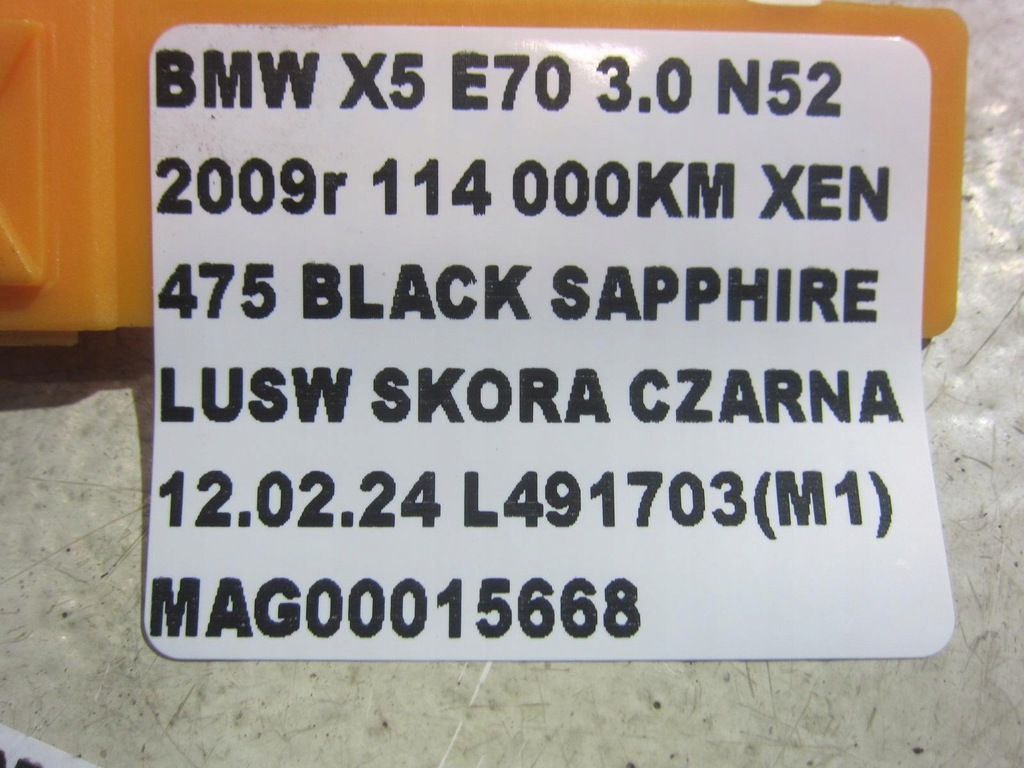 BMW X5 E70 3.0 N52
2009r 114 000KM XEN
475 BLACK SAPPHIRE
LUSW SKORA CZARNA
12.02.24 L491703(M1)
MAG00015668